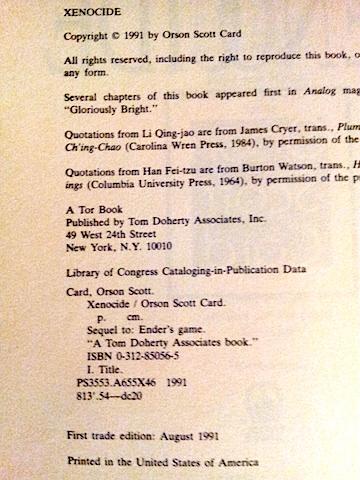 XENOCIDE
Copyright © 1991 by Orson Scott Card
All rights reserved, including the right to reproduce this book, o
any form.
Several chapters of this book appeared first in Analog mag
"Gloriously Bright."
Quotations from Li Qing-jao are from James Cryer, trans., Plum
Ch'ing-Chao (Carolina Wren Press, 1984), by permission of the
Quotations from Han Fei-tzu are from Burton Watson, trans., H
ings (Columbia University Press, 1964), by permission of the p
A Tor Book
Published by Tom Doherty Associates, Inc.
49 West 24th Street
New York, N.Y. 10010
Library of Congress Cataloging-in-Publication Data
Card, Orson Scott.
Xenocide / Orson Scott Card.
p. cm.
Sequel to: Ender's game.
"A Tom Doherty Associates book."
ISBN 0-312-85056-5
I. Title.
PS3553.A655X46 1991
813'.54—dc20
First trade edition: August 1991
Printed in the United States of America